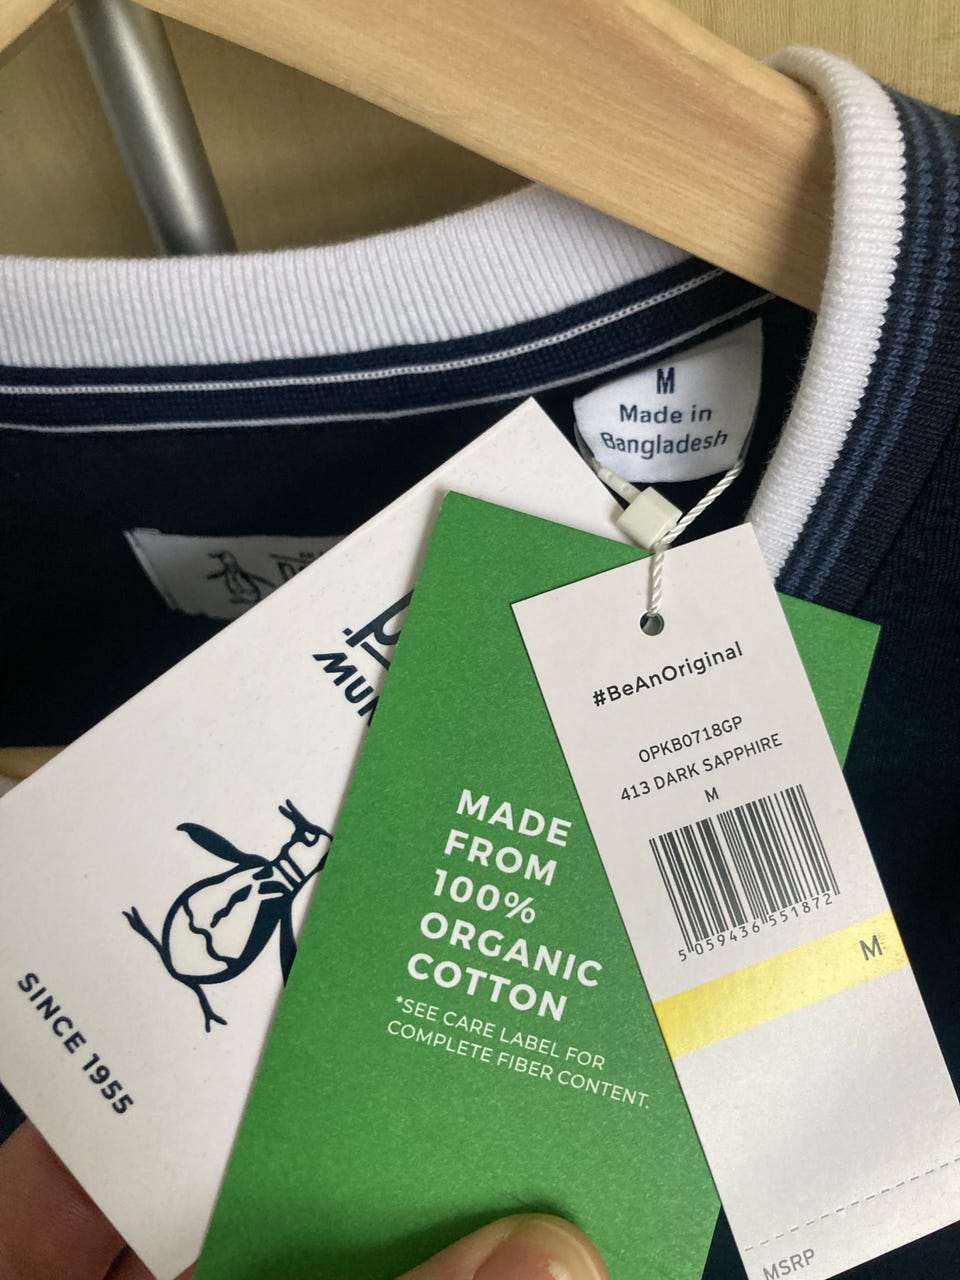 M
Made in
Bangladesh
#BeAnOriginal
OPKB0718GP
413 DARK SAPPHIRE
M
5 059436 551872
M
MSRP
MADE
FROM
100%
ORGANIC
COTTON
*SEE CARE LABEL FOR
COMPLETE FIBER CONTENT.
SINCE 1955